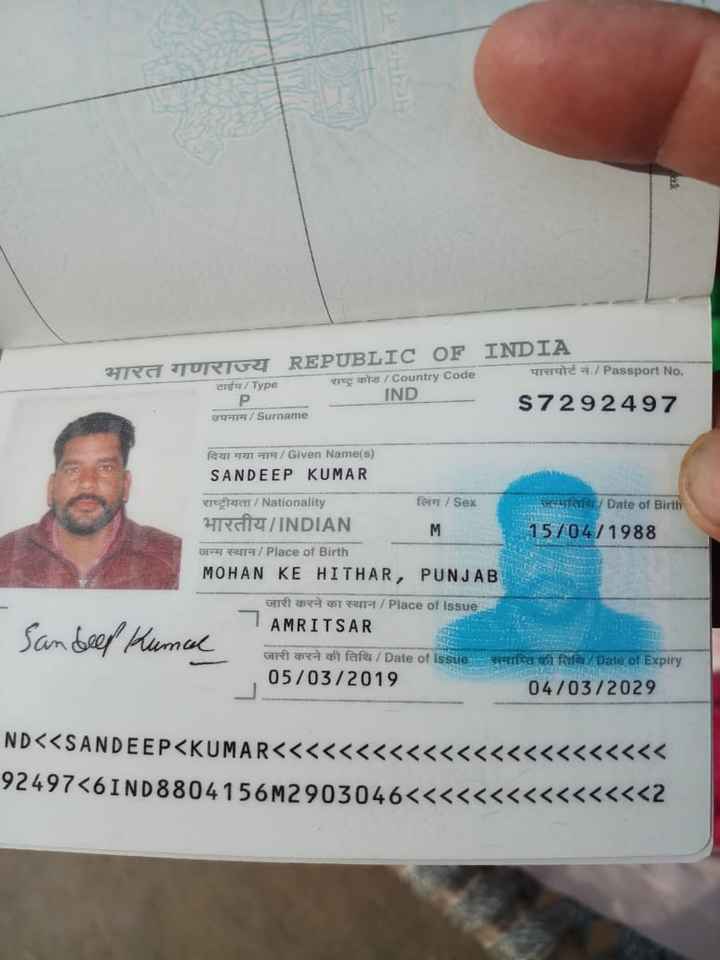 भारत गणराज्य REPUBLIC OF INDIA
टाईप / Type
राष्ट्र कोड / Country Code
पासपोर्ट नं. / Passport No.
P
IND
S7292497
उपनाम / Surname
दिया गया नाम / Given Name(s)
SANDEEP KUMAR
राष्ट्रीयता / Nationality
लिंग / Sex
जन्मतिथि / Date of Birth
भारतीय / INDIAN
M
15/04/1988
जन्म स्थान / Place of Birth
MOHAN KE HITHAR, PUNJAB
जारी करने का स्थान / Place of Issue
AMRITSAR
Sandeep Kumar
जारी करने की तिथि / Date of Issue
समाप्ति की तिथि / Date of Expiry
05/03/2019
04/03/2029
ND<<SANDEEP<KUMAR<<<<<<<<<<<<<<<<<<<<<<<<<
92497<6IND8804156M2903046<<<<<<<<<<<<<<<2